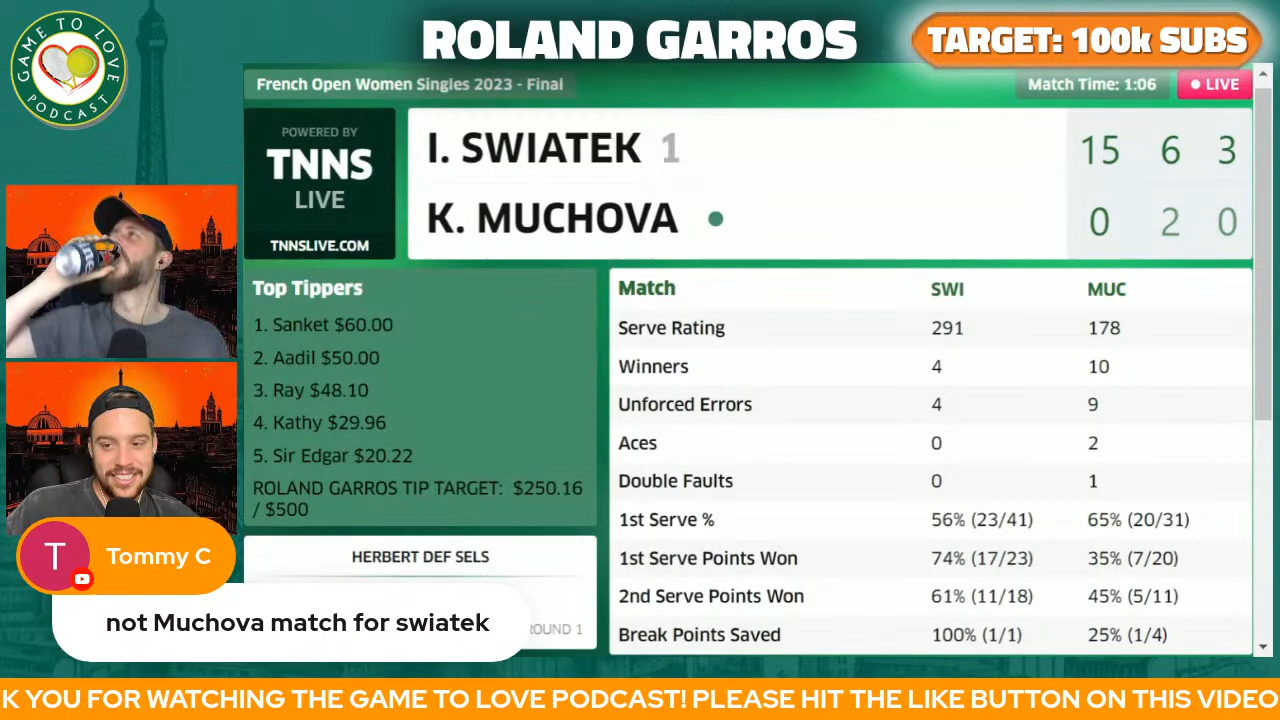 GAME TO LOVE
PODCAST
ROLAND GARROS
TARGET: 100k SUBS
French Open Women Singles 2023 - Final
Match Time: 1:06
LIVE
POWERED BY
TNNS
LIVE
TNNSLIVE.COM
I. SWIATEK 1 15 6 3
K. MUCHOVA 0 2 0
Top Tippers
1. Sanket $60.00
2. Aadil $50.00
3. Ray $48.10
4. Kathy $29.96
5. Sir Edgar $20.22
ROLAND GARROS TIP TARGET: $250.16
/ $500
HERBERT DEF SELS
ROUND 1
Match SWI MUC
Serve Rating 291 178
Winners 4 10
Unforced Errors 4 9
Aces 0 2
Double Faults 0 1
1st Serve % 56% (23/41) 65% (20/31)
1st Serve Points Won 74% (17/23) 35% (7/20)
2nd Serve Points Won 61% (11/18) 45% (5/11)
Break Points Saved 100% (1/1) 25% (1/4)
T
Tommy C
not Muchova match for swiatek
K YOU FOR WATCHING THE GAME TO LOVE PODCAST! PLEASE HIT THE LIKE BUTTON ON THIS VIDEO